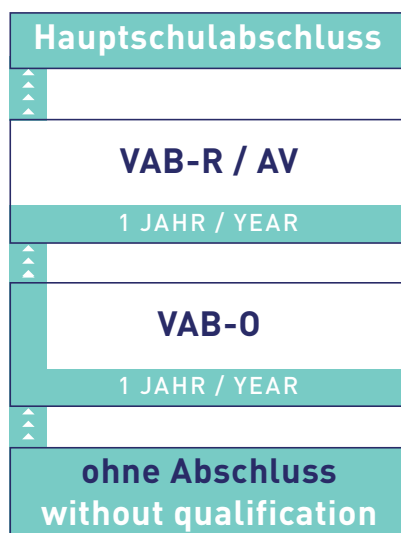 Hauptschulabschluss
VAB-R / AV
1 JAHR / YEAR
VAB-O
1 JAHR / YEAR
ohne Abschluss
without qualification